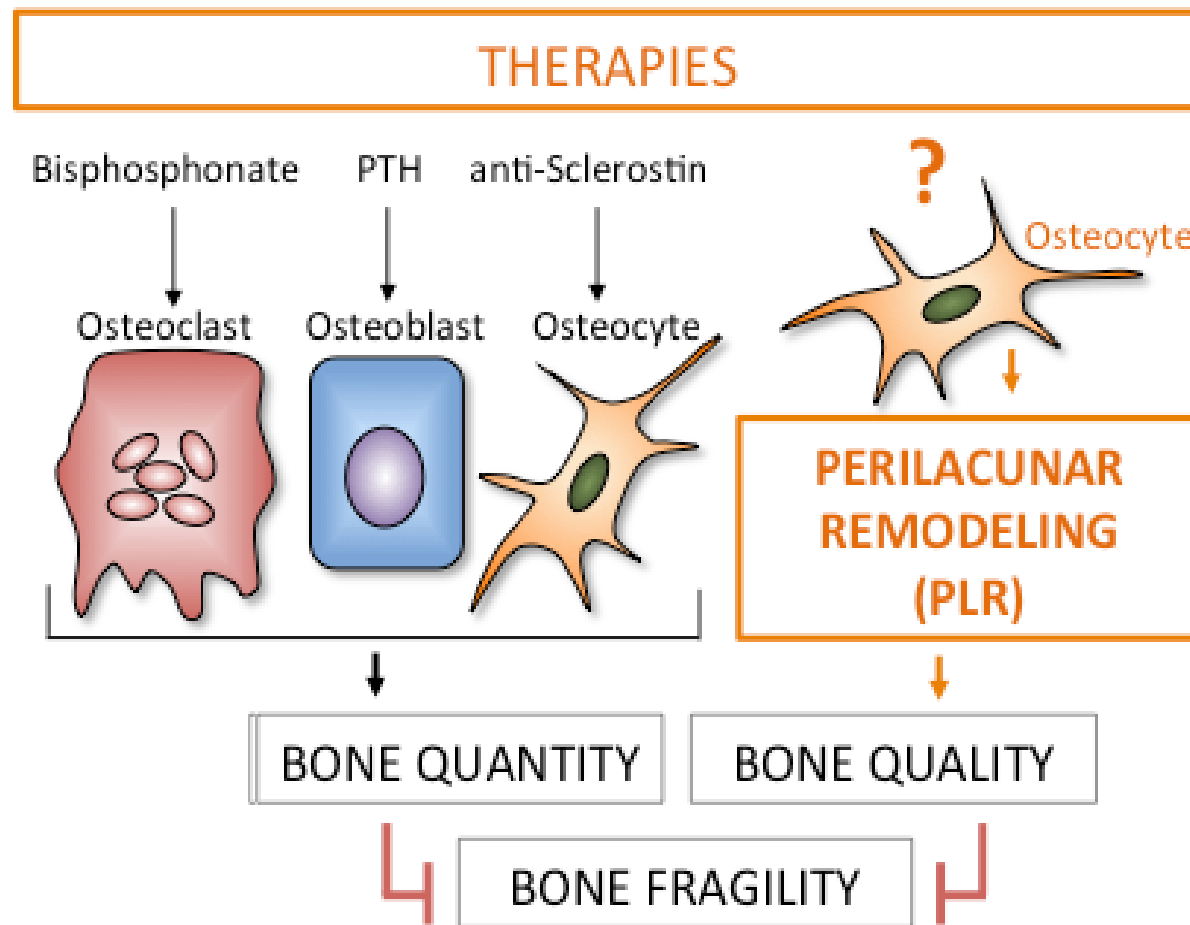 THERAPIES
Bisphosphonate PTH anti-Sclerostin
?
Osteocyte
Osteoclast Osteoblast Osteocyte
PERILACUNAR
REMODELING
(PLR)
BONE QUANTITY BONE QUALITY
BONE FRAGILITY